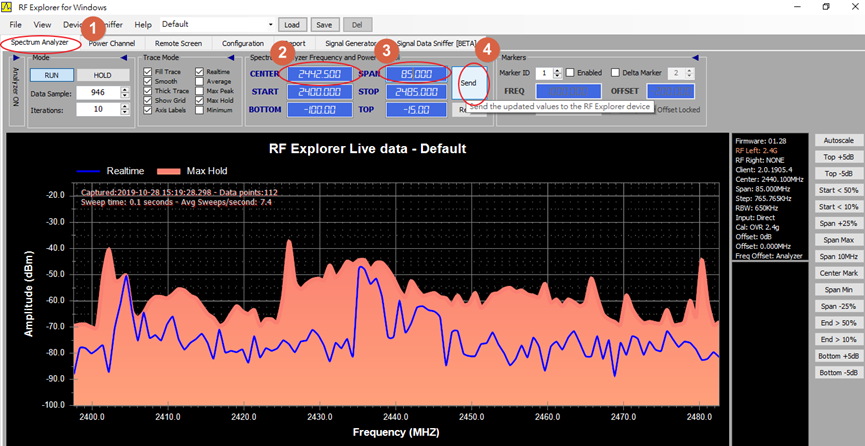 RF Explorer for Windows
File View Devic Sniffer Help Default Load Save Del
1
Spectrum Analyzer Power Channel Remote Screen Configuration port Signal Generator Signal Data Sniffer [BETA]
2
3
4
Analyzer ON
Mode
RUN HOLD
Data Sample: 946
Iterations: 10
Trace Mode
Fill Trace Realtime
Smooth Average
Thick Trace Max Peak
Show Grid Max Hold
Axis Labels Minimum
Spect yzer Frequency and Power
CENTER 2442.500 SPAN 85.000
START 2400.000 STOP 2485.000
BOTTOM -100.00 TOP -15.00
Send
Re
Send the updated values to the RF Explorer device
Markers
Marker ID 1 Enabled Delta Marker 2
FREQ OFFSET
Offset Locked
RF Explorer Live data - Default
Realtime Max Hold
Captured:2019-10-28 15:19:28.298 - Data points:112
Sweep time: 0.1 seconds - Avg Sweeps/second: 7.4
Amplitude (dBm)
-20.0
-30.0
-40.0
-50.0
-60.0
-70.0
-80.0
-90.0
-100.0
2400.0 2410.0 2420.0 2430.0 2440.0 2450.0 2460.0 2470.0 2480.0
Frequency (MHZ)
Firmware: 01.28
RF Left: 2.4G
RF Right: NONE
Client: 2.0.1905.4
Center: 2440.100MHz
Span: 85.000MHz
Step: 765.765KHz
RBW: 650KHz
Input: Direct
Cal: OVR 2.4g
Offset: 0dB
Offset: 0.000MHz
Freq Offset: Analyzer
Autoscale
Top +5dB
Top -5dB
Start < 50%
Start < 10%
Span +25%
Span Max
Span 10MHz
Center Mark
Span Min
Span -25%
End > 50%
End > 10%
Bottom +5dB
Bottom -5dB